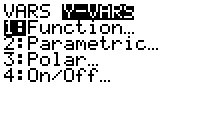 VARS Y-VARS
1:Function…
2:Parametric…
3:Polar…
4:On/Off…